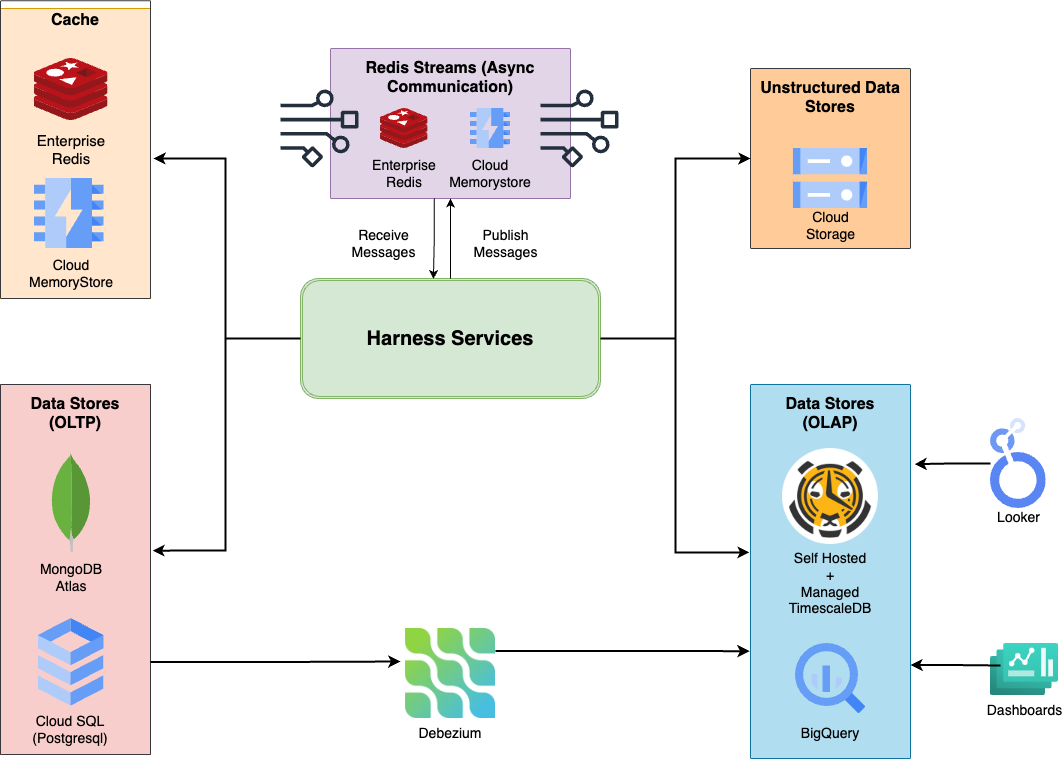 Cache
Enterprise
Redis
Cloud
MemoryStore
Redis Streams (Async
Communication)
Enterprise
Redis
Cloud
Memorystore
Receive
Messages
Publish
Messages
Unstructured Data
Stores
Cloud
Storage
Harness Services
Data Stores
(OLTP)
MongoDB
Atlas
Cloud SQL
(Postgresql)
Debezium
Data Stores
(OLAP)
Self Hosted
+
Managed
TimescaleDB
BigQuery
Looker
Dashboards